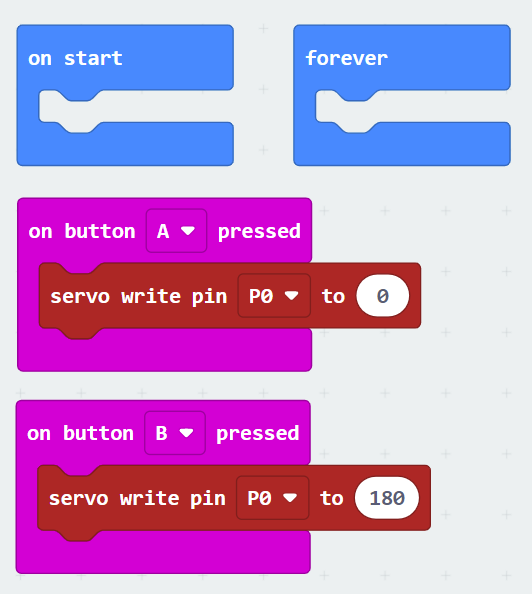 on start
forever
on button A pressed
servo write pin P0 to 0
on button B pressed
servo write pin P0 to 180